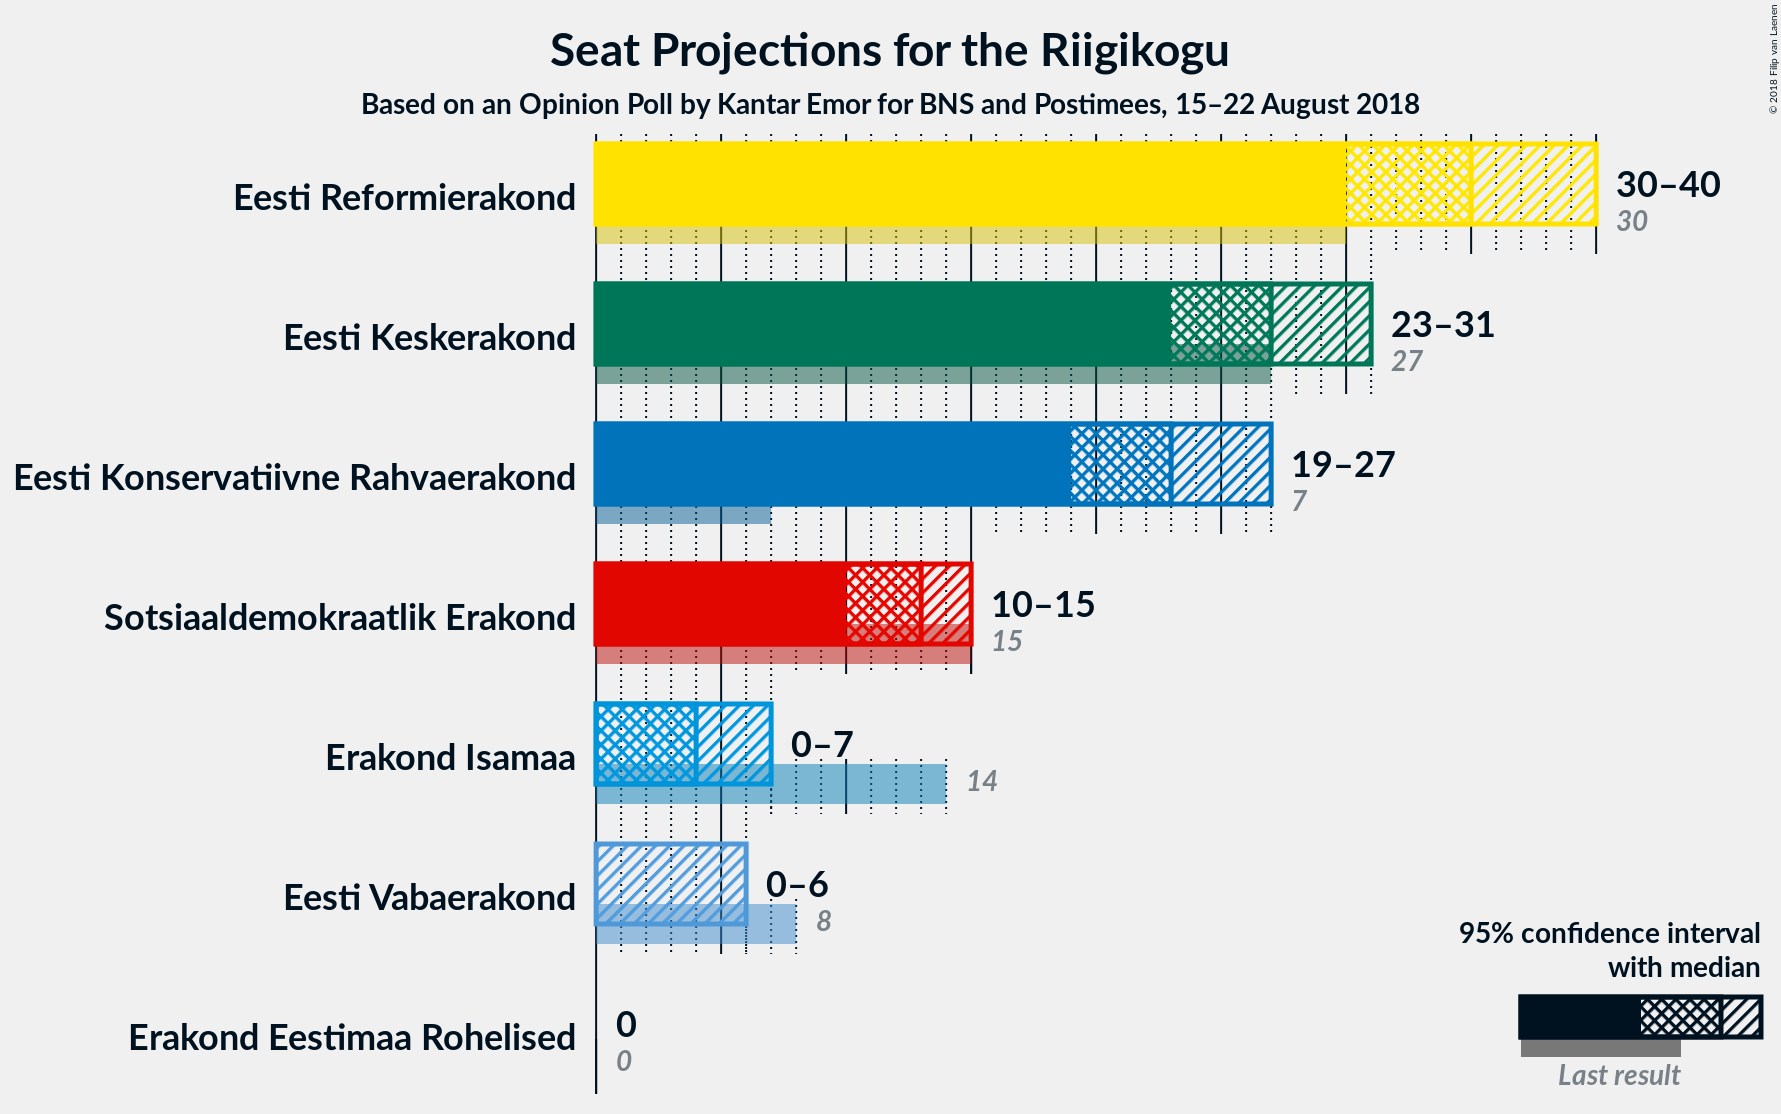 Seat Projections for the Riigikogu
Based on an Opinion Poll by Kantar Emor for BNS and Postimees, 15–22 August 2018
© 2018 Filip van Laenen
Eesti Reformierakond
30–40
30
Eesti Keskerakond
23–31
27
Eesti Konservatiivne Rahvaerakond
19–27
7
Sotsiaaldemokraatlik Erakond
10–15
15
Erakond Isamaa
0–7
14
Eesti Vabaerakond
0–6
8
Erakond Eestimaa Rohelised
0
0
95% confidence interval
with median
Last result